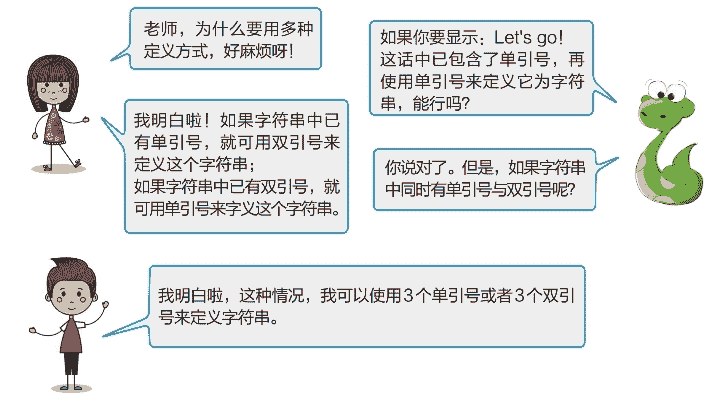 老师，为什么要用多种
定义方式，好麻烦呀！
如果你要显示：Let's go！
这话中已包含了单引号，再
使用单引号来定义它为字符
串，能行吗？
我明白啦！如果字符串中已
有单引号，就可用双引号来
定义这个字符串；
如果字符串中已有双引号，就
可用单引号来字义这个字符串。
你说对了。但是，如果字符串
中同时有单引号与双引号呢？
我明白啦，这种情况，我可以使用3个单引号或者3个双引
号来定义字符串。